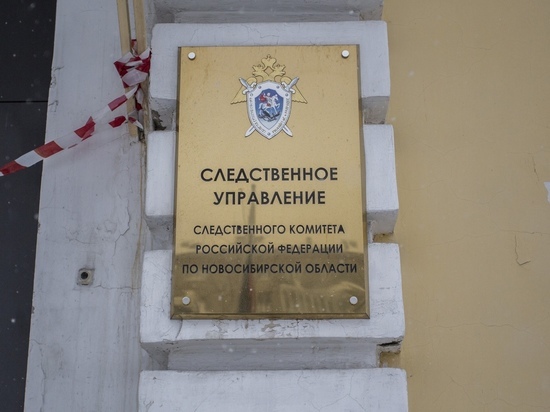 СЛЕДСТВЕННОЕ
УПРАВЛЕНИЕ
СЛЕДСТВЕННОГО КОМИТЕТА
РОССИЙСКОЙ ФЕДЕРАЦИИ
ПО НОВОСИБИРСКОЙ ОБЛАСТИ